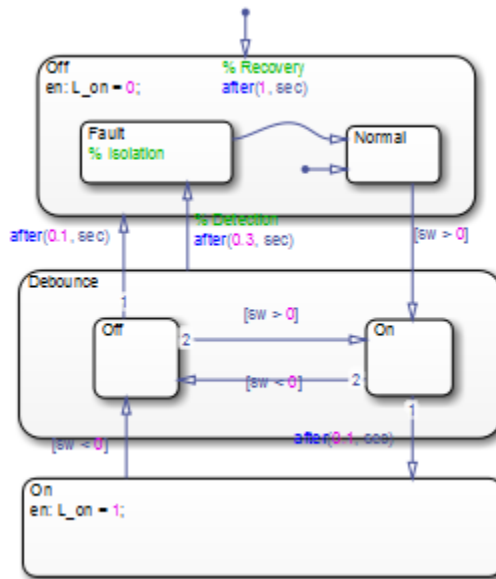 Off
en: L_on = 0;
% Recovery
after(1, sec)
Fault
% Isolation
Normal
after(0.1, sec)
% Detection
after(0.3, sec)
[sw > 0]
Debounce
1
Off
2
[sw > 0]
On
[sw < 0]
2
1
[sw < 0]
after(0.1, sec)
On
en: L_on = 1;